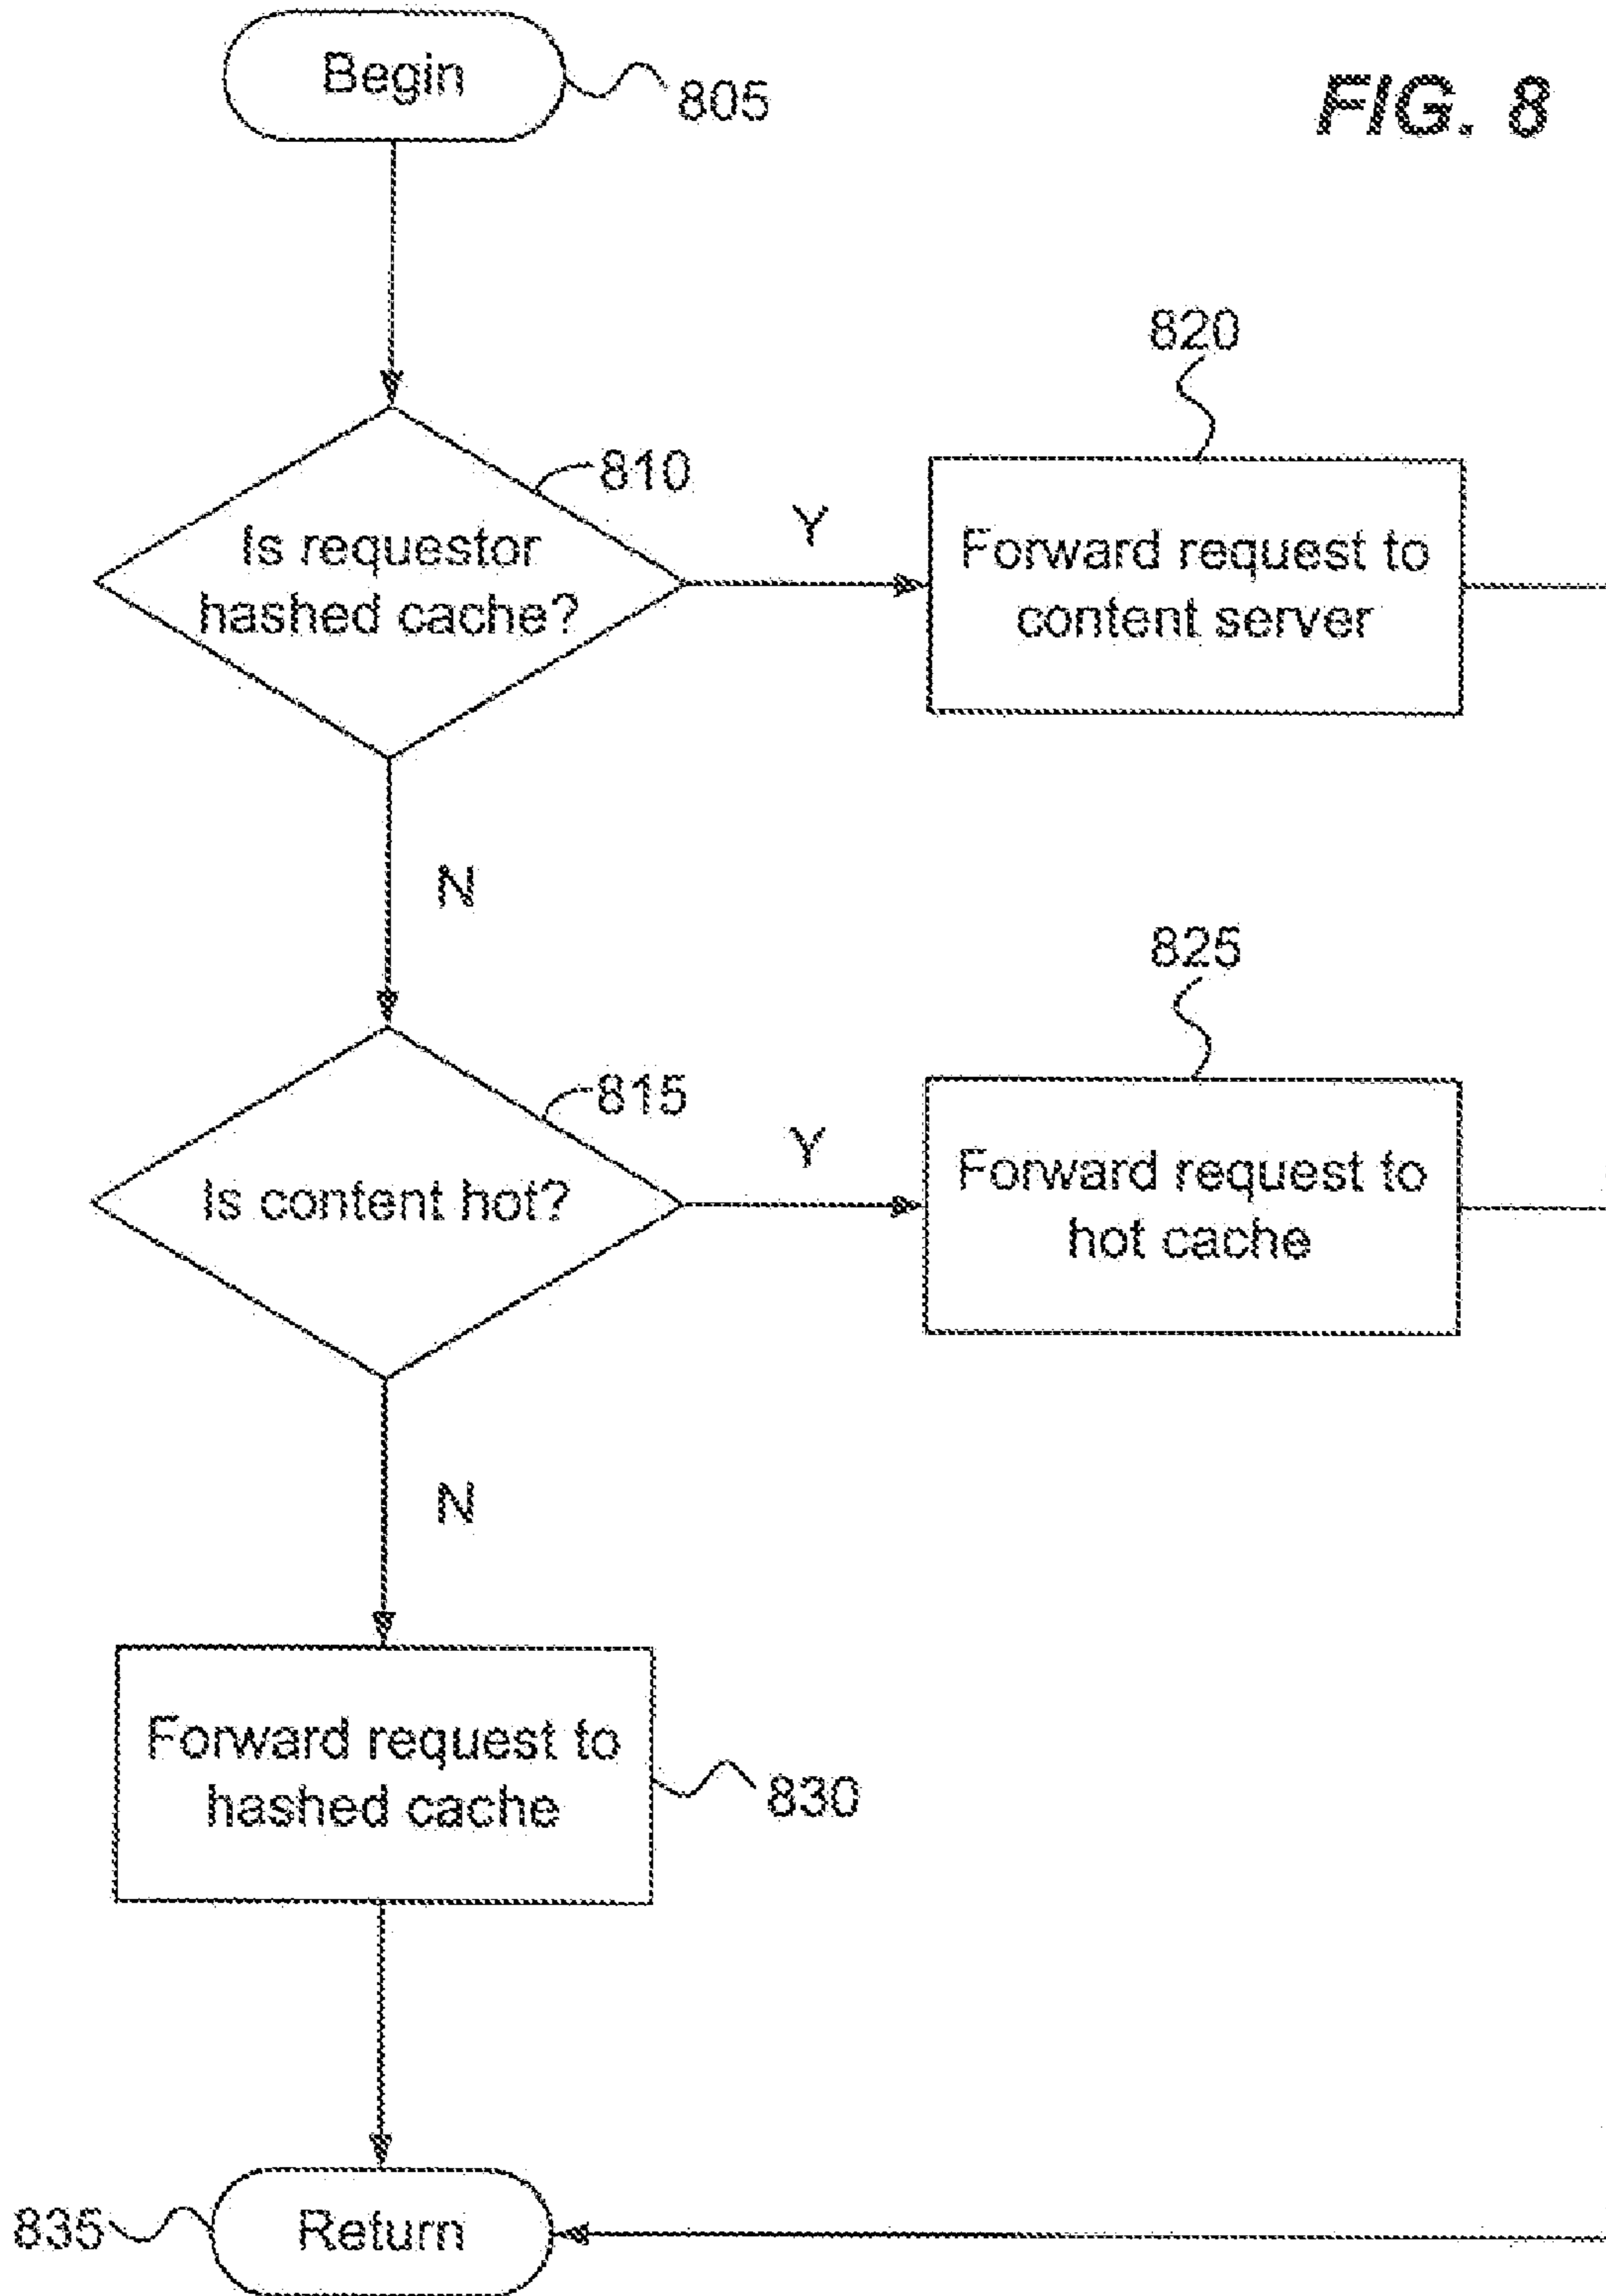 Begin
805
FIG. 8
820
810
Is requestor
hashed cache?
Y
Forward request to
content server
N
825
815
Is content hot?
Y
Forward request to
hot cache
N
Forward request to
hashed cache
830
835
Return